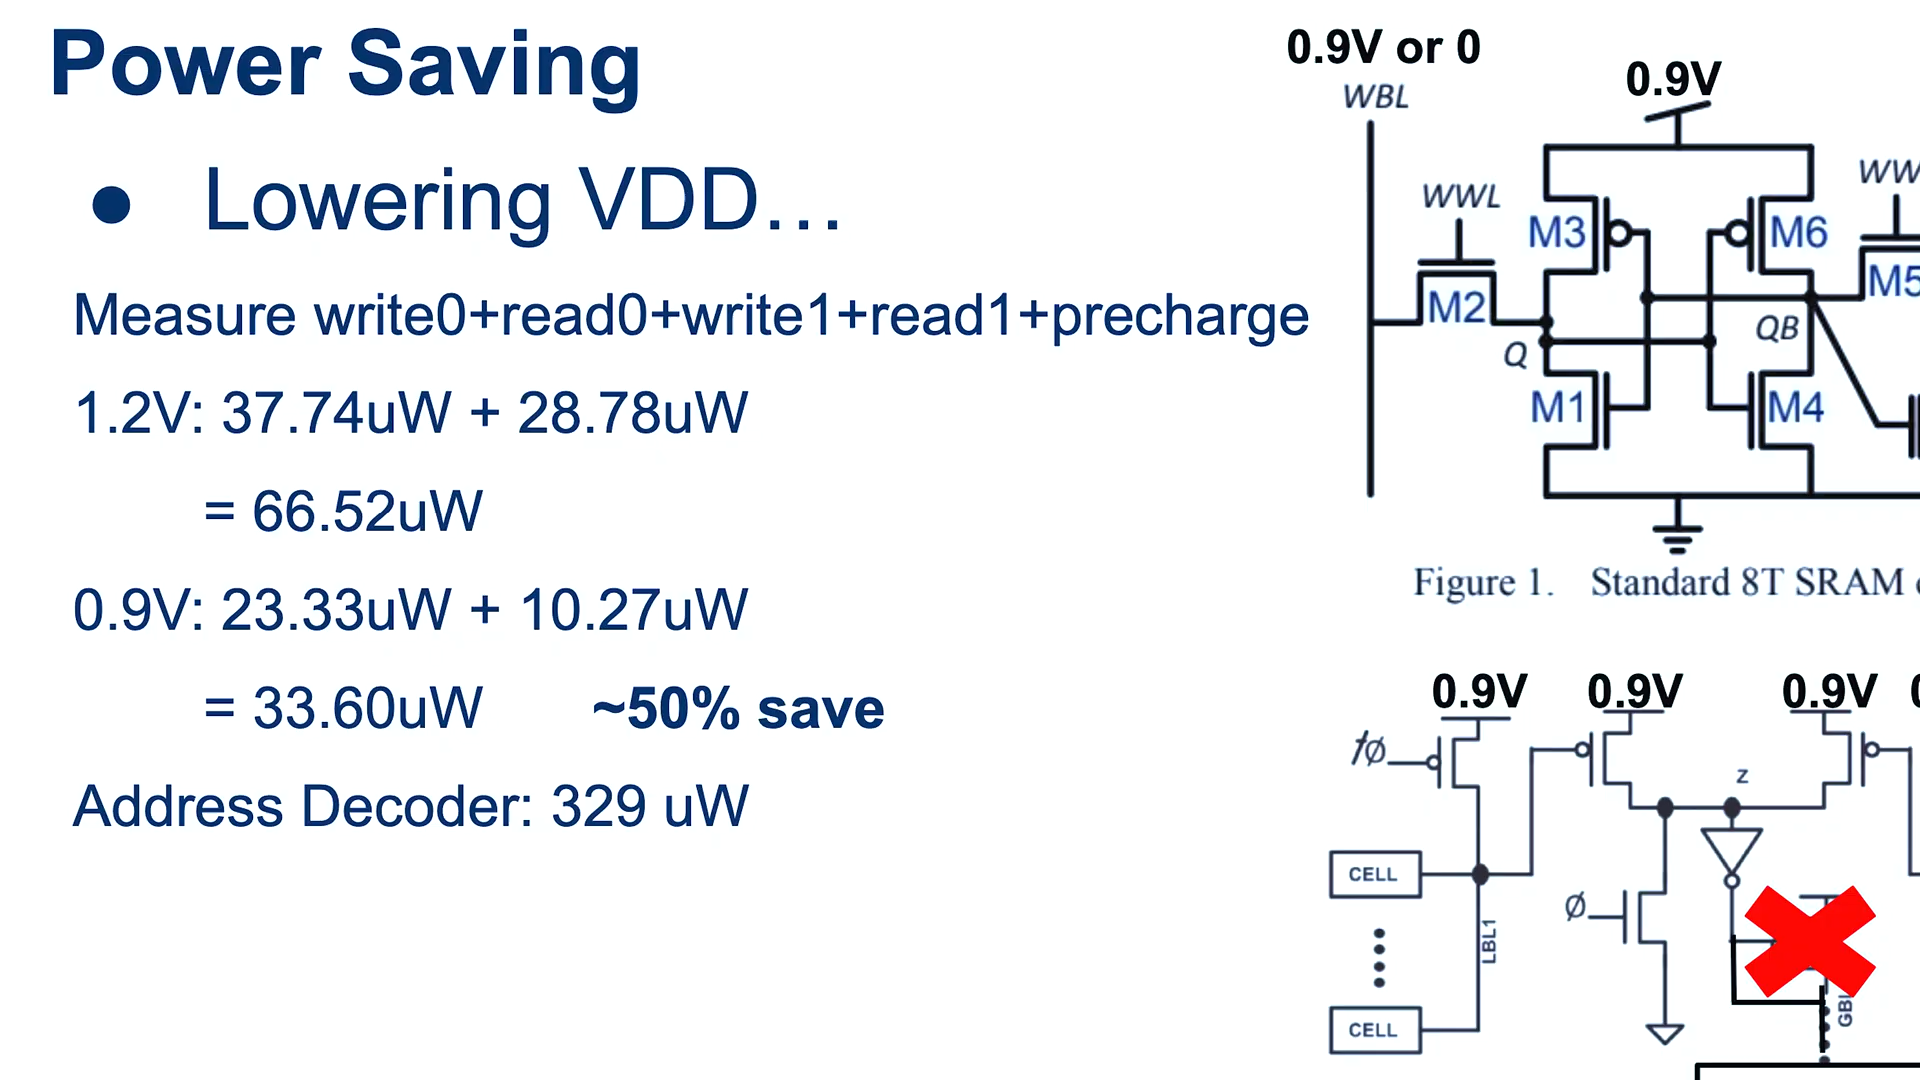 Power Saving
● Lowering VDD…
Measure write0+read0+write1+read1+precharge
1.2V: 37.74uW + 28.78uW
= 66.52uW
0.9V: 23.33uW + 10.27uW
= 33.60uW ~50% save
Address Decoder: 329 uW
0.9V or 0
0.9V
WBL
WWL
M3
M6
M2
M5
Q
QB
M1
M4
Figure 1. Standard 8T SRAM
0.9V 0.9V 0.9V
z
Ø
CELL
LBL1
CELL